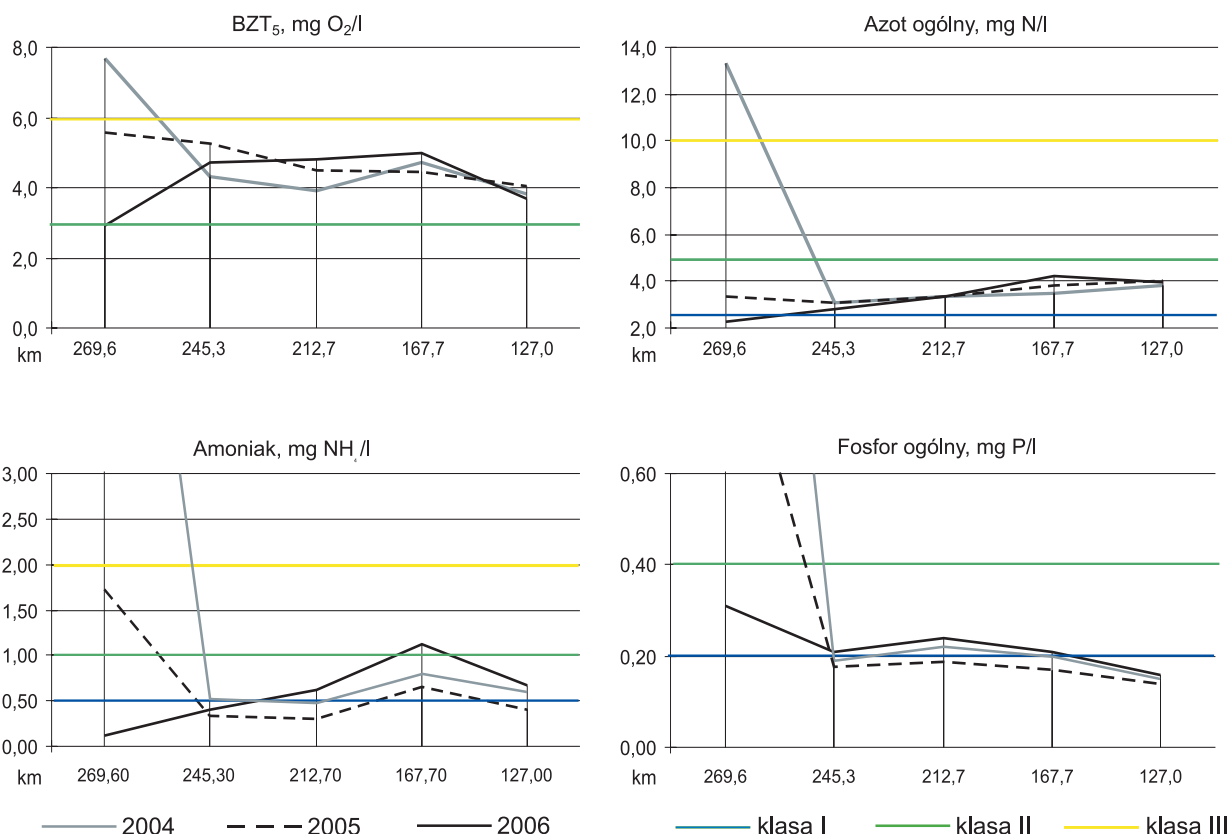 BZT₅, mg O₂/l
8,0
6,0
4,0
2,0
0,0
km
269,6 245,3 212,7 167,7 127,0
Azot ogólny, mg N/l
14,0
12,0
10,0
8,0
6,0
4,0
2,0
km
269,6 245,3 212,7 167,7 127,0
Amoniak, mg NH₄/l
3,00
2,50
2,00
1,50
1,00
0,50
0,00
km
269,60 245,30 212,70 167,70 127,00
Fosfor ogólny, mg P/l
0,60
0,40
0,20
0,00
km
269,6 245,3 212,7 167,7 127,0
2004 2005 2006
klasa I klasa II klasa III